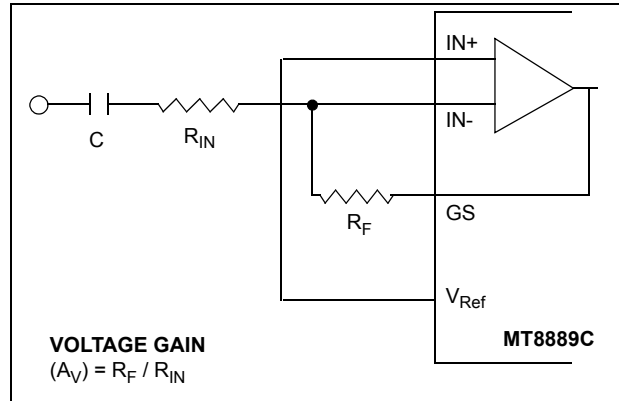 IN+
C
R_IN
IN-
R_F
GS
V_Ref
VOLTAGE GAIN
(A_V) = R_F / R_IN
MT8889C